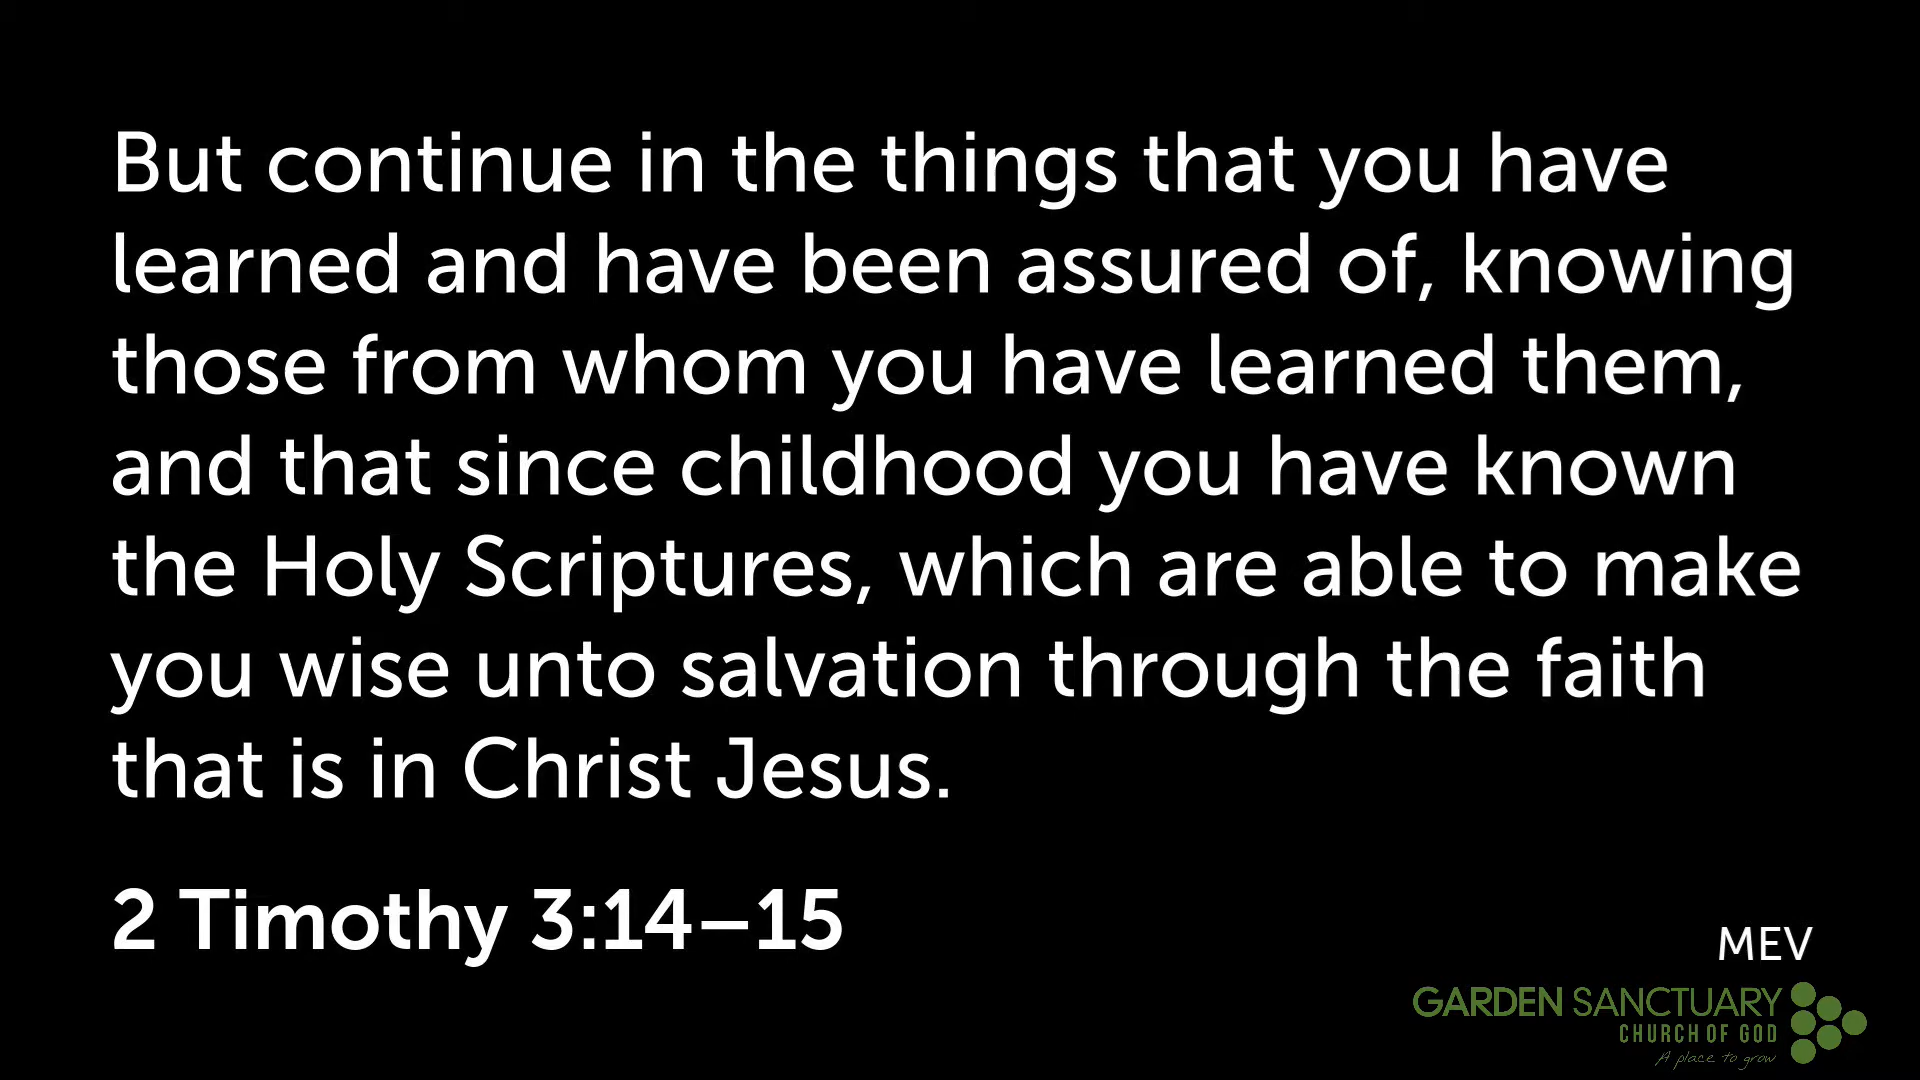 But continue in the things that you have
learned and have been assured of, knowing
those from whom you have learned them,
and that since childhood you have known
the Holy Scriptures, which are able to make
you wise unto salvation through the faith
that is in Christ Jesus.
2 Timothy 3:14–15
MEV
GARDEN SANCTUARY
CHURCH OF GOD
A place to grow